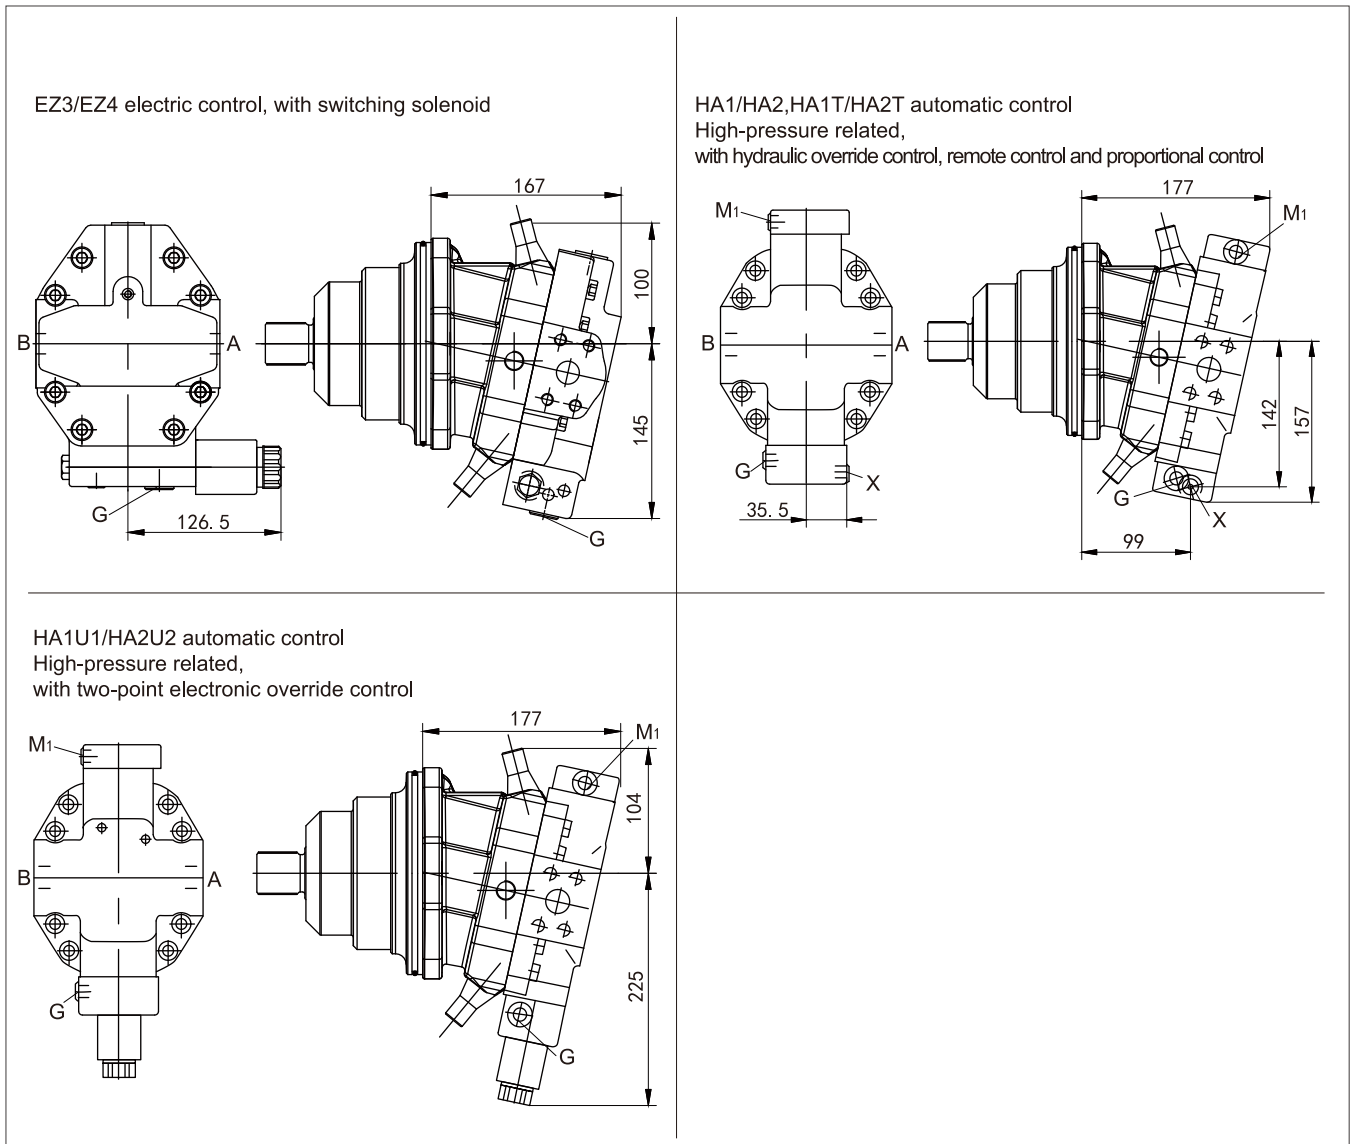 EZ3/EZ4 electric control, with switching solenoid
167
100
B
A
145
G
126. 5
G
HA1/HA2,HA1T/HA2T automatic control
High-pressure related,
with hydraulic override control, remote control and proportional control
177
M1
M1
B
A
142
157
G
X
G
X
35. 5
99
HA1U1/HA2U2 automatic control
High-pressure related,
with two-point electronic override control
177
M1
M1
104
B
A
225
G
G